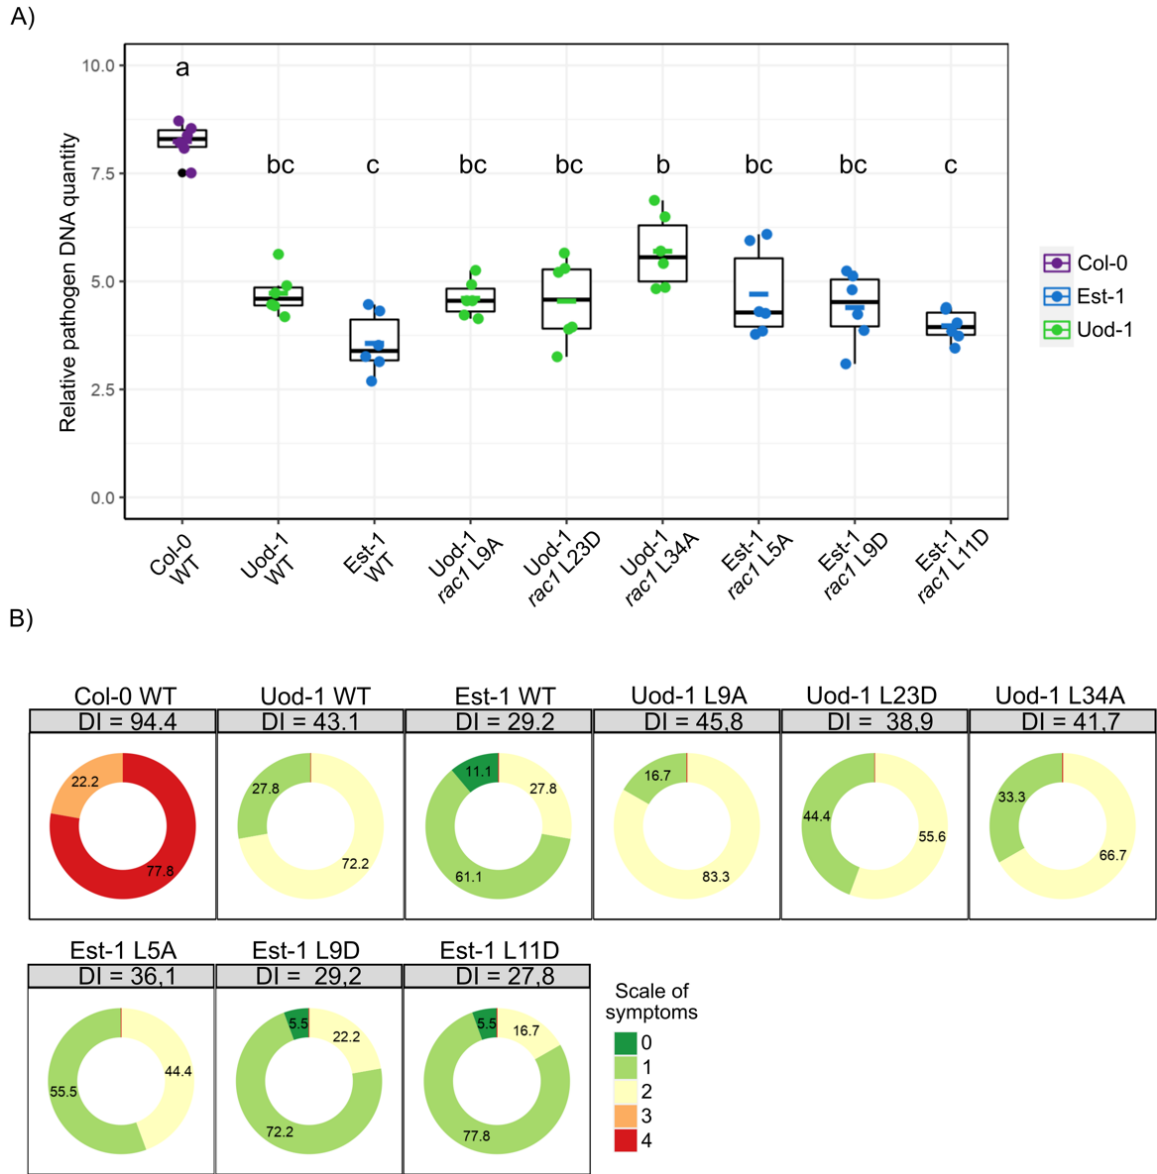 A)
Relative pathogen DNA quantity
10.0
7.5
5.0
2.5
0.0
a
bc
c
bc
bc
b
bc
bc
c
Col-0
WT
Uod-1
WT
Est-1
WT
Uod-1
rac1 L9A
Uod-1
rac1 L23D
Uod-1
rac1 L34A
Est-1
rac1 L5A
Est-1
rac1 L9D
Est-1
rac1 L11D
Col-0
Est-1
Uod-1
B)
Col-0 WT
DI = 94.4
22.2
77.8
Uod-1 WT
DI = 43.1
27.8
72.2
Est-1 WT
DI = 29.2
11.1
27.8
61.1
Uod-1 L9A
DI = 45,8
16.7
83.3
Uod-1 L23D
DI = 38,9
44.4
55.6
Uod-1 L34A
DI = 41,7
33.3
66.7
Est-1 L5A
DI = 36,1
55.5
44.4
Est-1 L9D
DI = 29,2
5.5
22.2
72.2
Est-1 L11D
DI = 27,8
5.5
16.7
77.8
Scale of
symptoms
0
1
2
3
4